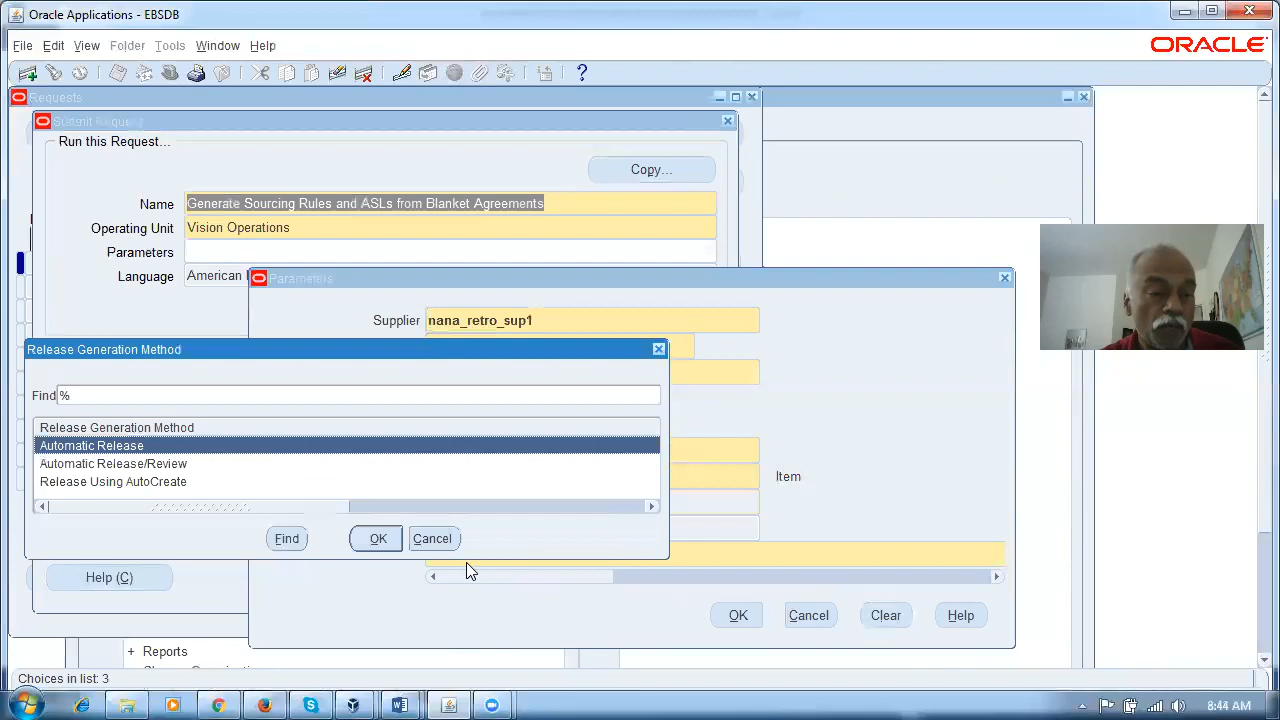 Oracle Applications - EBSDB
File Edit View Folder Tools Window Help
ORACLE
Requests
Submit Request
Run this Request...
Copy...
Name Generate Sourcing Rules and ASLs from Blanket Agreements
Operating Unit Vision Operations
Parameters
Language American
Parameters
Supplier nana_retro_sup1
Release Generation Method
Find %
Release Generation Method
Automatic Release
Automatic Release/Review
Release Using AutoCreate
Item
Find OK Cancel
Help (C)
OK Cancel Clear Help
+ Reports
Choices in list: 3
8:44 AM